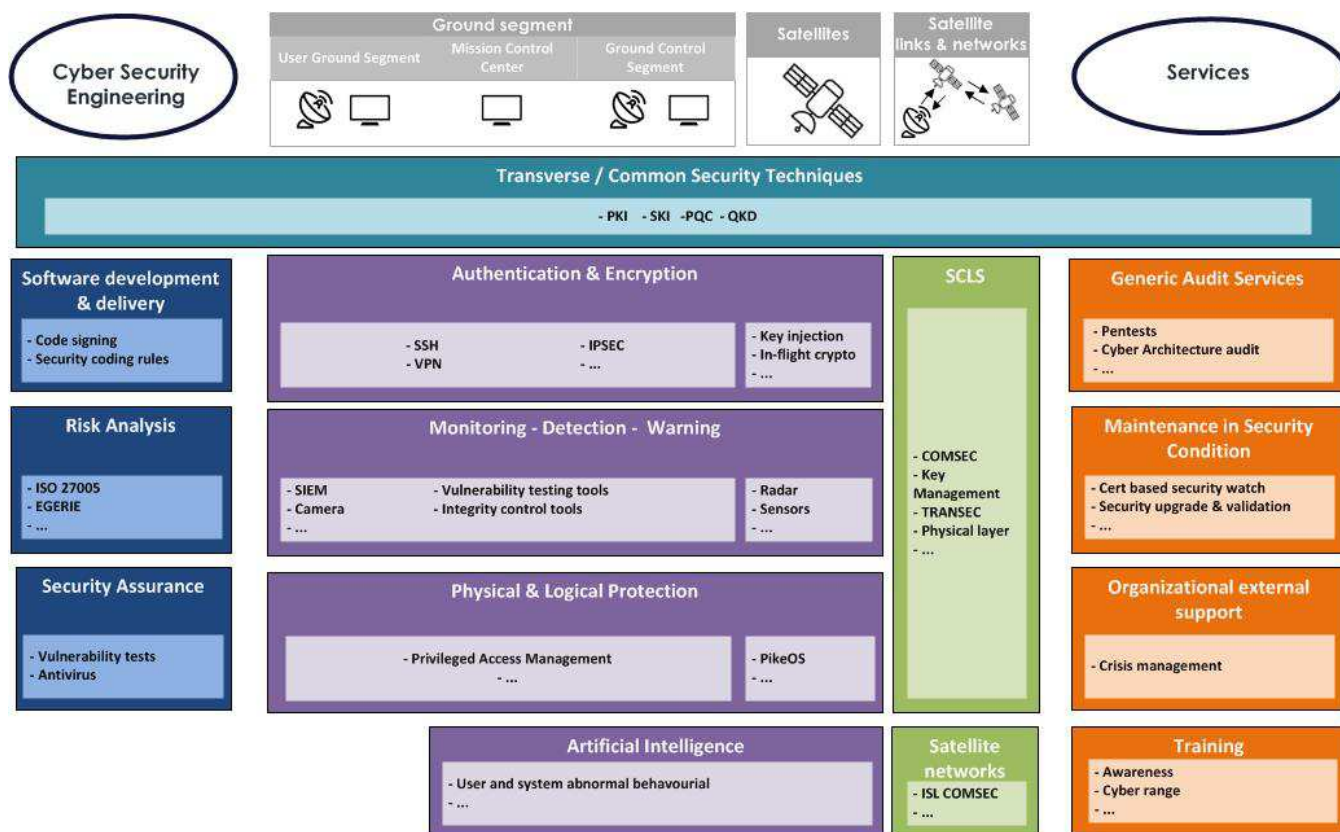 Cyber Security
Engineering
Ground segment
User Ground Segment
Mission Control
Center
Ground Control
Segment
Satellites
Satellite
links & networks
Services
Transverse / Common Security Techniques
- PKI - SKI -PQC - QKD
Software development
& delivery
- Code signing
- Security coding rules
Authentication & Encryption
- SSH
- VPN
- IPSEC
- ...
- Key injection
- In-flight crypto
- ...
SCLS
- COMSEC
- Key
Management
- TRANSEC
- Physical layer
- ...
Generic Audit Services
- Pentests
- Cyber Architecture audit
- ...
Risk Analysis
- ISO 27005
- EGERIE
- ...
Monitoring - Detection - Warning
- SIEM
- Camera
- ...
- Vulnerability testing tools
- Integrity control tools
- Radar
- Sensors
- ...
Maintenance in Security
Condition
- Cert based security watch
- Security upgrade & validation
- ...
Security Assurance
- Vulnerability tests
- Antivirus
Physical & Logical Protection
- Privileged Access Management
- ...
- PikeOS
- ...
Organizational external
support
- Crisis management
Artificial Intelligence
- User and system abnormal behavourial
- ...
Satellite
networks
- ISL COMSEC
- ...
Training
- Awareness
- Cyber range
- ...